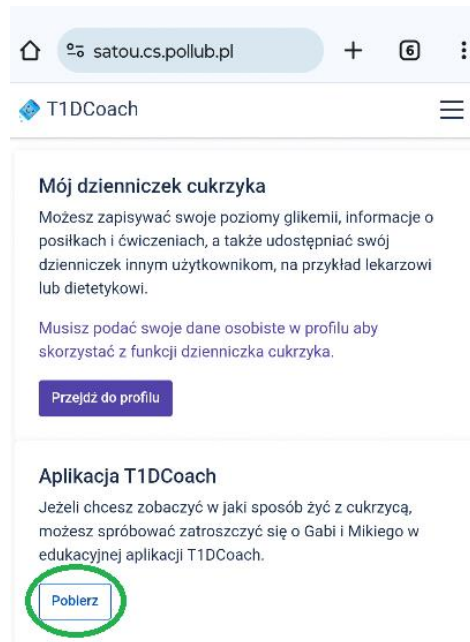 satou.cs.pollub.pl
6
T1DCoach
Mój dzienniczek cukrzyka
Możesz zapisywać swoje poziomy glikemii, informacje o
posiłkach i ćwiczeniach, a także udostępniać swój
dzienniczek innym użytkownikom, na przykład lekarzowi
lub dietetykowi.
Musisz podać swoje dane osobiste w profilu aby
skorzystać z funkcji dzienniczka cukrzyka.
Przejdź do profilu
Aplikacja T1DCoach
Jeżeli chcesz zobaczyć w jaki sposób żyć z cukrzycą,
możesz spróbować zatroszczyć się o Gabi i Mikiego w
edukacyjnej aplikacji T1DCoach.
Pobierz